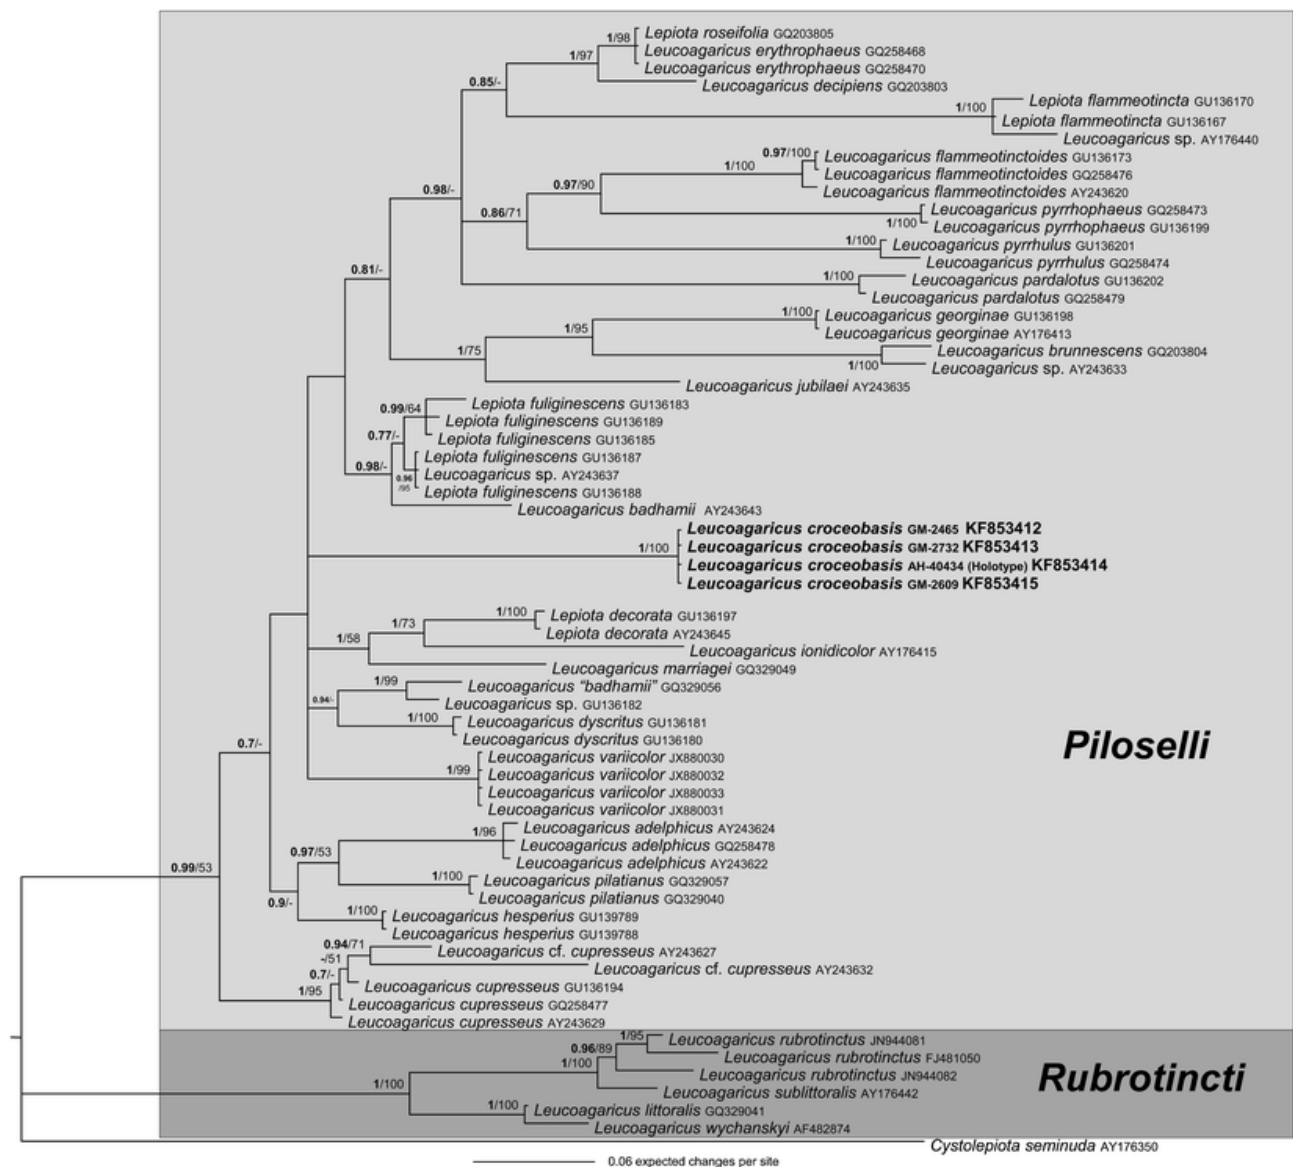 1/98
Lepiota roseifolia GQ203805
Leucoagaricus erythrophaeus GQ258468
1/97
Leucoagaricus erythrophaeus GQ258470
0.85/-
Leucoagaricus decipiens GQ203803
Lepiota flammeotincta GU136170
1/100
Lepiota flammeotincta GU136167
Leucoagaricus sp. AY176440
0.97/100
Leucoagaricus flammeotinctoides GU136173
1/100
Leucoagaricus flammeotinctoides GQ258476
0.98/-
0.97/90
Leucoagaricus flammeotinctoides AY243620
0.86/71
Leucoagaricus pyrrhophaeus GQ258473
1/100
Leucoagaricus pyrrhophaeus GU136199
1/100
Leucoagaricus pyrrhulus GU136201
Leucoagaricus pyrrhulus GQ258474
0.81/-
1/100
Leucoagaricus pardalotus GU136202
Leucoagaricus pardalotus GQ258479
1/100
Leucoagaricus georginae GU136198
1/95
Leucoagaricus georginae AY176413
1/75
Leucoagaricus brunnescens GQ203804
1/100
Leucoagaricus sp. AY243633
Leucoagaricus jubilaei AY243635
0.99/64
Lepiota fuliginescens GU136183
Lepiota fuliginescens GU136189
0.77/-
Lepiota fuliginescens GU136185
Lepiota fuliginescens GU136187
0.98/-
0.96
/95
Leucoagaricus sp. AY243637
Lepiota fuliginescens GU136188
Leucoagaricus badhamii AY243643
Leucoagaricus croceobasis GM-2465 KF853412
1/100
Leucoagaricus croceobasis GM-2732 KF853413
Leucoagaricus croceobasis AH-40434 (Holotype) KF853414
Leucoagaricus croceobasis GM-2609 KF853415
1/100
Lepiota decorata GU136197
1/73
Lepiota decorata AY243645
1/58
Leucoagaricus ionidicolor AY176415
Leucoagaricus marriagei GQ329049
1/99
Leucoagaricus "badhamii" GQ329056
0.94/-
Leucoagaricus sp. GU136182
1/100
Leucoagaricus dyscritus GU136181
Leucoagaricus dyscritus GU136180
0.7/-
Piloselli
Leucoagaricus variicolor JX880030
1/99
Leucoagaricus variicolor JX880032
Leucoagaricus variicolor JX880033
Leucoagaricus variicolor JX880031
1/96
Leucoagaricus adelphicus AY243624
0.97/53
Leucoagaricus adelphicus GQ258478
Leucoagaricus adelphicus AY243622
0.99/53
1/100
Leucoagaricus pilatianus GQ329057
Leucoagaricus pilatianus GQ329040
0.9/-
1/100
Leucoagaricus hesperius GU139789
Leucoagaricus hesperius GU139788
0.94/71
Leucoagaricus cf. cupresseus AY243627
-/51
Leucoagaricus cf. cupresseus AY243632
0.7/-
Leucoagaricus cupresseus GU136194
1/95
Leucoagaricus cupresseus GQ258477
Leucoagaricus cupresseus AY243629
1/95
Leucoagaricus rubrotinctus JN944081
0.96/89
Leucoagaricus rubrotinctus FJ481050
1/100
Leucoagaricus rubrotinctus JN944082
Rubrotincti
1/100
Leucoagaricus sublittoralis AY176442
1/100
Leucoagaricus littoralis GQ329041
Leucoagaricus wychanskyi AF482874
Cystolepiota seminuda AY176350
0.06 expected changes per site